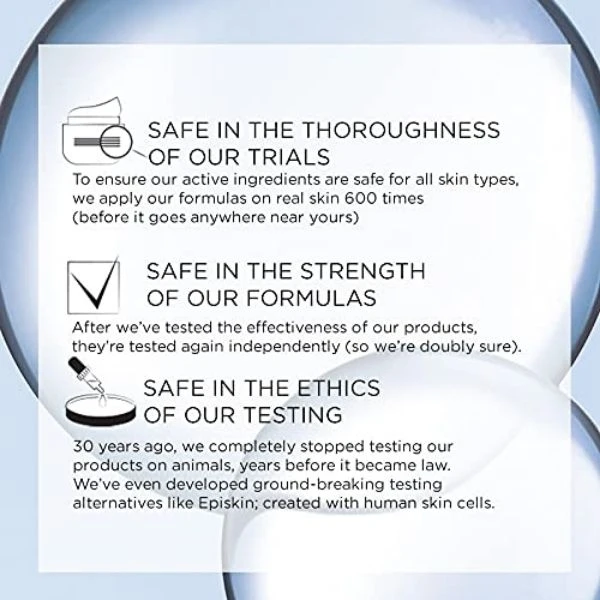 SAFE IN THE THOROUGHNESS
OF OUR TRIALS
To ensure our active ingredients are safe for all skin types,
we apply our formulas on real skin 600 times
(before it goes anywhere near yours)
SAFE IN THE STRENGTH
OF OUR FORMULAS
After we've tested the effectiveness of our products,
they're tested again independently (so we're doubly sure).
SAFE IN THE ETHICS
OF OUR TESTING
30 years ago, we completely stopped testing our
products on animals, years before it became law.
We've even developed ground-breaking testing
alternatives like Episkin; created with human skin cells.